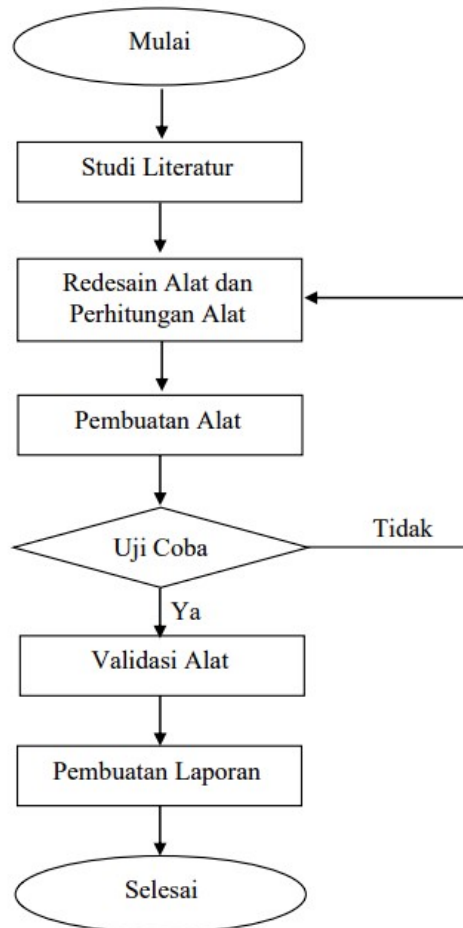 Mulai
Studi Literatur
Redesain Alat dan
Perhitungan Alat
Pembuatan Alat
Uji Coba
Tidak
Ya
Validasi Alat
Pembuatan Laporan
Selesai